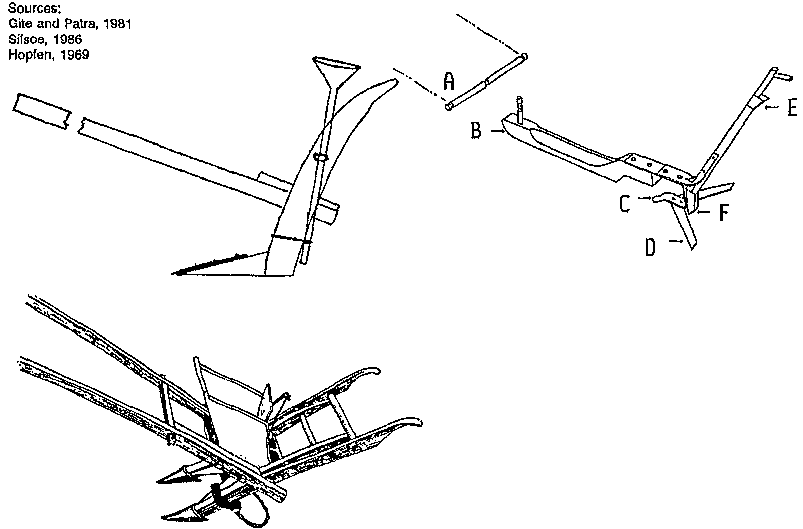 Sources:
Gite and Patra, 1981
Silsoe, 1986
Hopfen, 1969
A
B
E
C
F
D